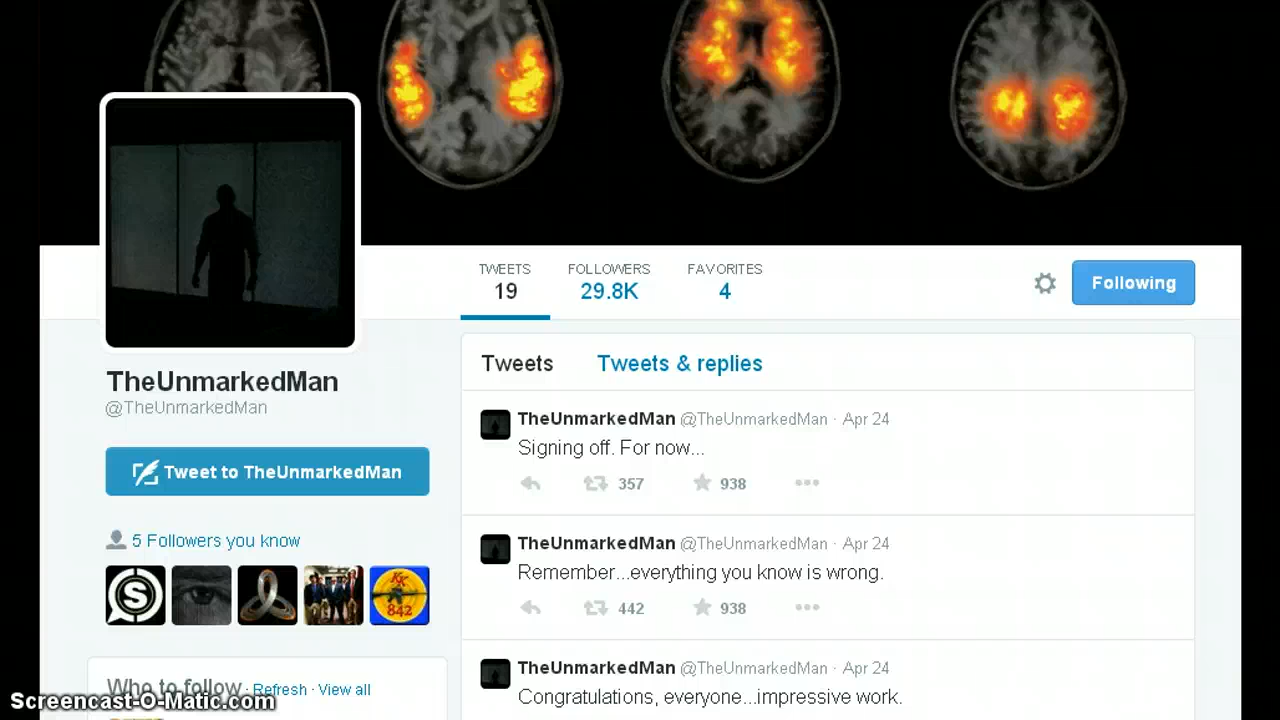 TWEETS FOLLOWERS FAVORITES
19 29.8K 4
Following
Tweets Tweets & replies
TheUnmarkedMan
@TheUnmarkedMan
Tweet to TheUnmarkedMan
5 Followers you know
S
KK
842
Who to follow · Refresh · View all
TheUnmarkedMan @TheUnmarkedMan · Apr 24
Signing off. For now...
357 938
TheUnmarkedMan @TheUnmarkedMan · Apr 24
Remember...everything you know is wrong.
442 938
TheUnmarkedMan @TheUnmarkedMan · Apr 24
Congratulations, everyone...impressive work.
Screencast-O-Matic.com